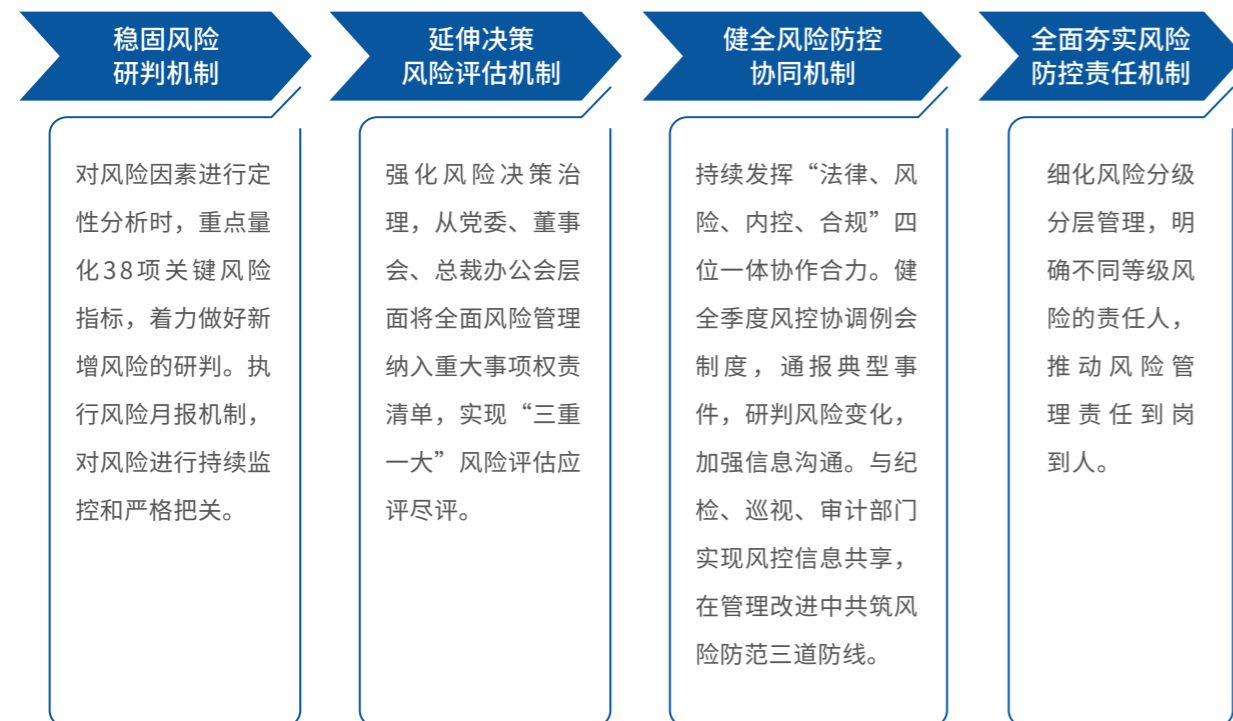 稳固风险
研判机制
对风险因素进行定
性分析时，重点量
化38项关键风险
指标，着力做好新
增风险的研判。执
行风险月报机制，
对风险进行持续监
控和严格把关。
延伸决策
风险评估机制
强化风险决策治
理，从党委、董事
会、总裁办公会层
面将全面风险管理
纳入重大事项权责
清单，实现“三重
一大”风险评估应
评尽评。
健全风险防控
协同机制
持续发挥“法律、风
险、内控、合规”四
位一体协作合力。健
全季度风控协调例会
制度，通报典型事
件，研判风险变化，
加强信息沟通。与纪
检、巡视、审计部门
实现风控信息共享，
在管理改进中共筑风
险防范三道防线。
全面夯实风险
防控责任机制
细化风险分级
分层管理，明
确不同等级风
险的责任人，
推动风险管
理责任到岗
到人。